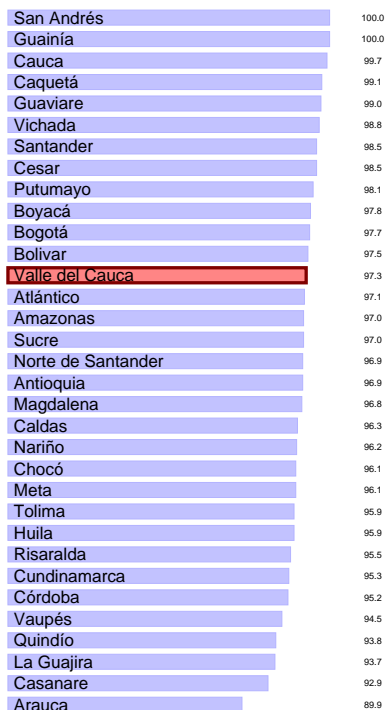 San Andrés 100.0
Guainía 100.0
Cauca 99.7
Caquetá 99.1
Guaviare 99.0
Vichada 98.8
Santander 98.5
Cesar 98.5
Putumayo 98.1
Boyacá 97.8
Bogotá 97.7
Bolivar 97.5
Valle del Cauca 97.3
Atlántico 97.1
Amazonas 97.0
Sucre 97.0
Norte de Santander 96.9
Antioquia 96.9
Magdalena 96.8
Caldas 96.3
Nariño 96.2
Chocó 96.1
Meta 96.1
Tolima 95.9
Huila 95.9
Risaralda 95.5
Cundinamarca 95.3
Córdoba 95.2
Vaupés 94.5
Quindío 93.8
La Guajira 93.7
Casanare 92.9
Arauca 89.9